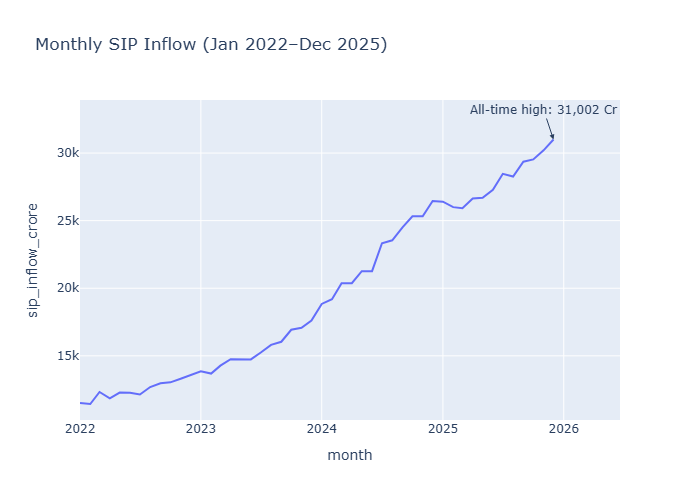 Monthly SIP Inflow (Jan 2022–Dec 2025)
All-time high: 31,002 Cr
30k
25k
20k
15k
sip_inflow_crore
2022
2023
2024
2025
2026
month